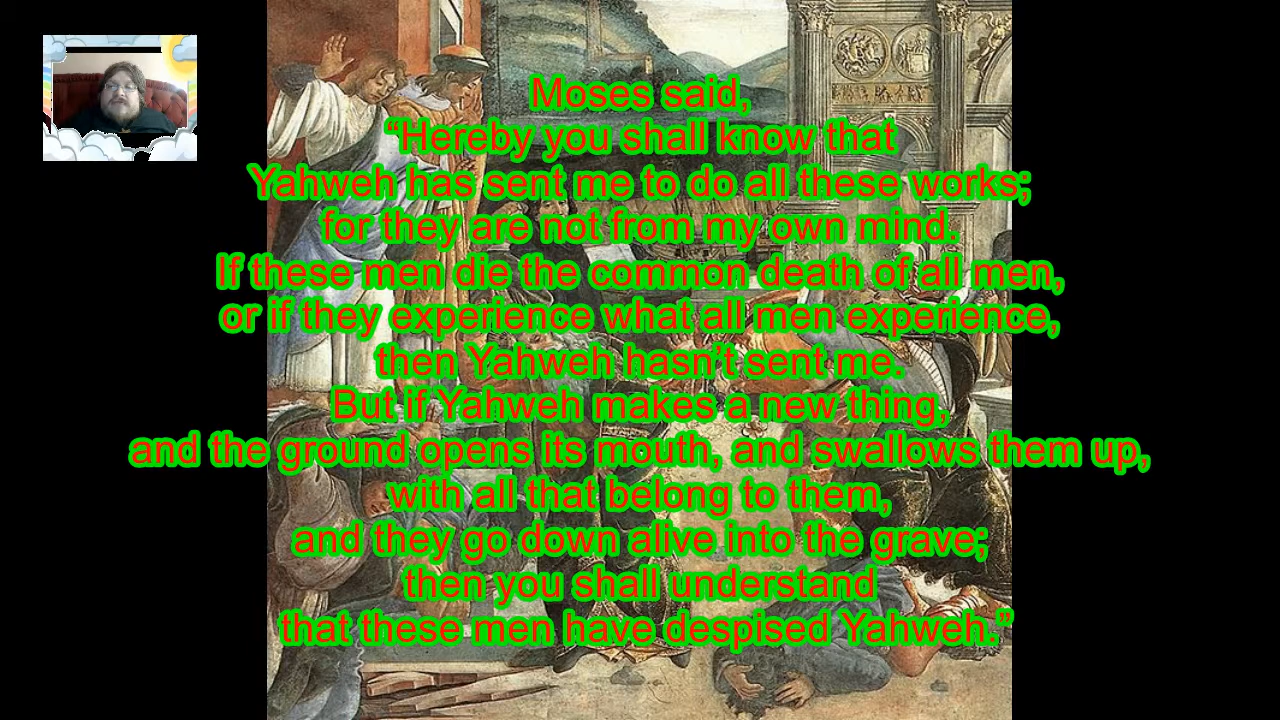 Moses said,
“Hereby you shall know that
Yahweh has sent me to do all these works;
for they are not from my own mind.
If these men die the common death of all men,
or if they experience what all men experience,
then Yahweh hasn’t sent me.
But if Yahweh makes a new thing,
and the ground opens its mouth, and swallows them up,
with all that belong to them,
and they go down alive into the grave;
then you shall understand
that these men have despised Yahweh.”